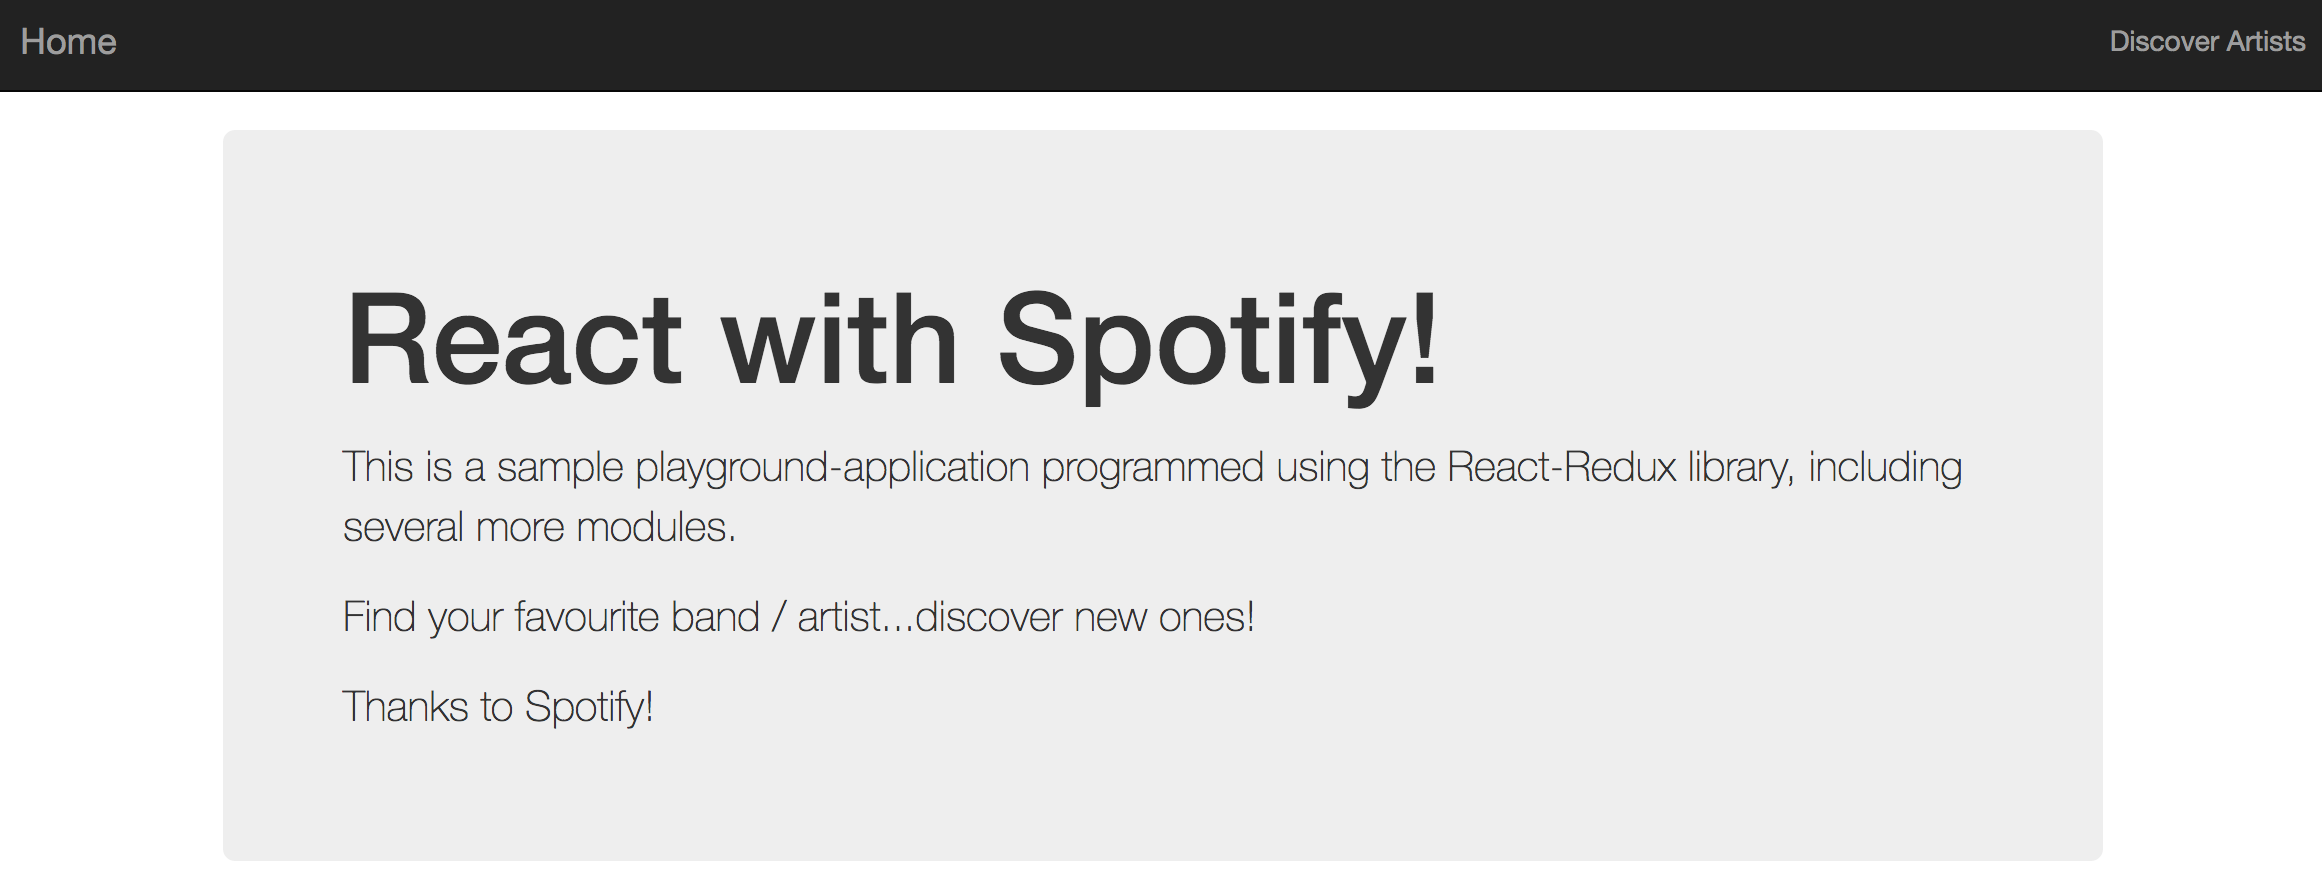 Home
Discover Artists
React with Spotify!
This is a sample playground-application programmed using the React-Redux library, including
several more modules.
Find your favourite band / artist...discover new ones!
Thanks to Spotify!